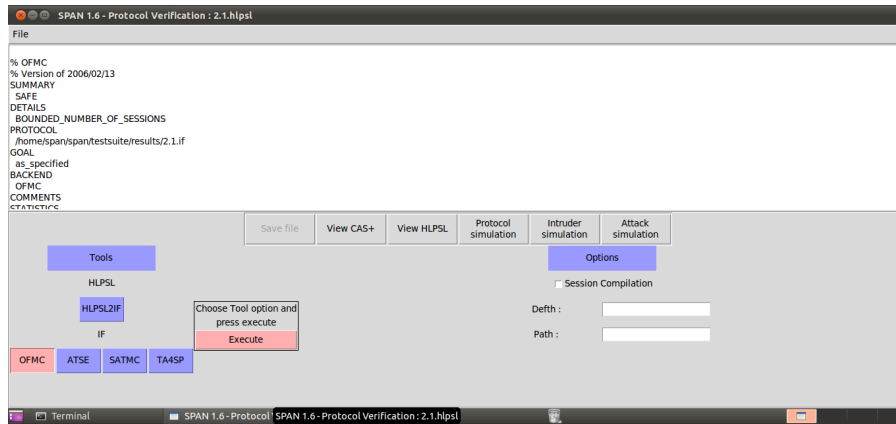 SPAN 1.6 - Protocol Verification : 2.1.hlpsl
File
% OFMC
% Version of 2006/02/13
SUMMARY
SAFE
DETAILS
BOUNDED_NUMBER_OF_SESSIONS
PROTOCOL
/home/span/span/testsuite/results/2.1.if
GOAL
as_specified
BACKEND
OFMC
COMMENTS
STATISTICS
Save file
View CAS+
View HLPSL
Protocol simulation
Intruder simulation
Attack simulation
Tools
Options
HLPSL
Session Compilation
HLPSL2IF
Choose Tool option and
press execute
Execute
Defth :
Path :
IF
OFMC
ATSE
SATMC
TA4SP
Terminal
SPAN 1.6 - Protocol
SPAN 1.6 - Protocol Verification : 2.1.hlpsl